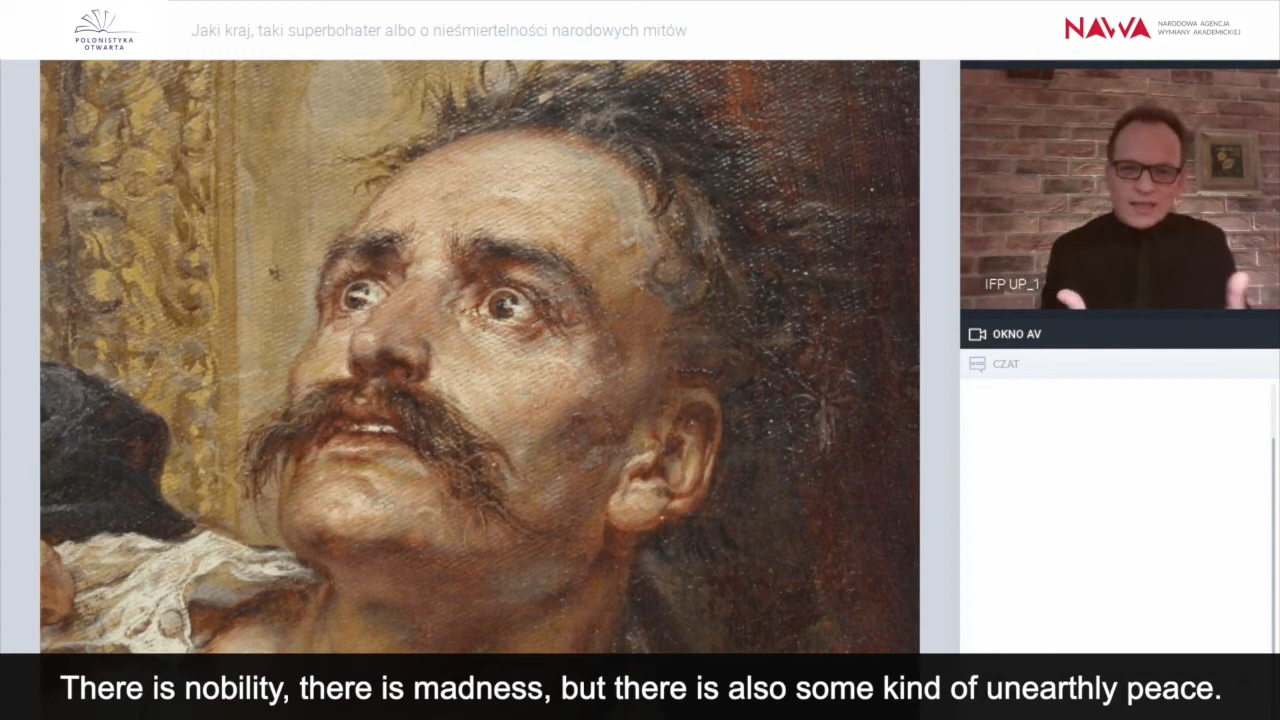 POLONISTYKA
OTWARTA
Jaki kraj, taki superbohater albo o nieśmiertelności narodowych mitów
NAWA
NARODOWA AGENCJA
WYMIANY AKADEMICKIEJ
IFP UP_1
OKNO AV
CZAT
There is nobility, there is madness, but there is also some kind of unearthly peace.